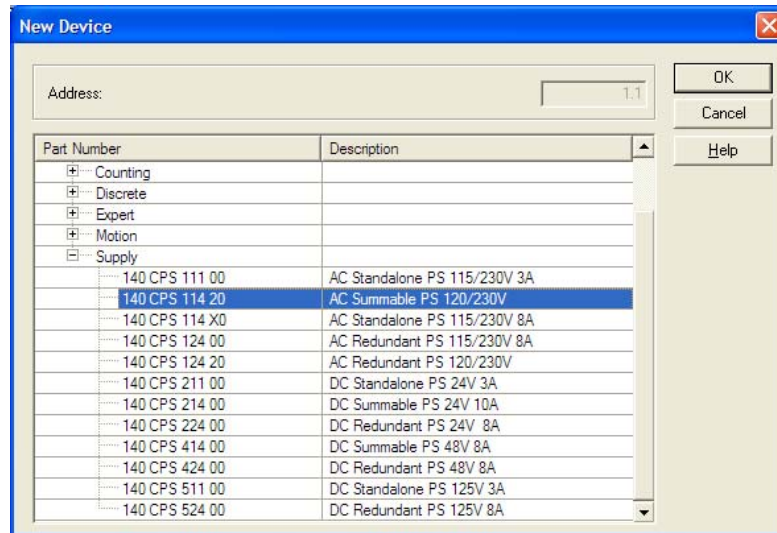 New Device
Address: 1.1
OK
Cancel
Help
Part Number Description
Counting
Discrete
Expert
Motion
Supply
140 CPS 111 00 AC Standalone PS 115/230V 3A
140 CPS 114 20 AC Summable PS 120/230V
140 CPS 114 X0 AC Standalone PS 115/230V 8A
140 CPS 124 00 AC Redundant PS 115/230V 8A
140 CPS 124 20 AC Redundant PS 120/230V
140 CPS 211 00 DC Standalone PS 24V 3A
140 CPS 214 00 DC Summable PS 24V 10A
140 CPS 224 00 DC Redundant PS 24V 8A
140 CPS 414 00 DC Summable PS 48V 8A
140 CPS 424 00 DC Redundant PS 48V 8A
140 CPS 511 00 DC Standalone PS 125V 3A
140 CPS 524 00 DC Redundant PS 125V 8A